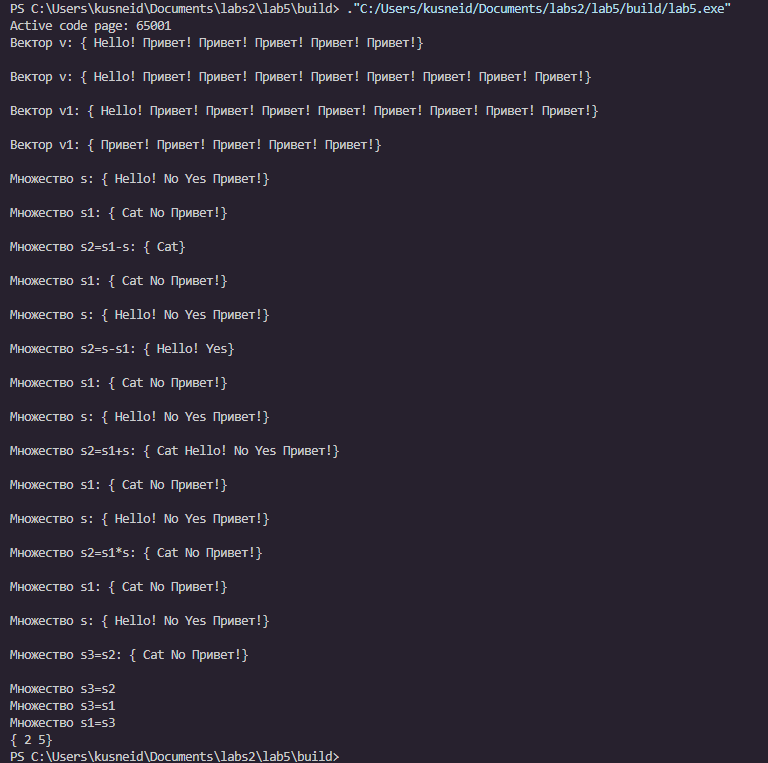 PS C:\Users\kusneid\Documents\labs2\lab5\build> ."C:/Users/kusneid/Documents/labs2/lab5/build/lab5.exe"
Active code page: 65001
Вектор v: { Hello! Привет! Привет! Привет! Привет! Привет!}
Вектор v: { Hello! Привет! Привет! Привет! Привет! Привет! Привет! Привет! Привет!}
Вектор v1: { Hello! Привет! Привет! Привет! Привет! Привет! Привет! Привет! Привет!}
Вектор v1: { Привет! Привет! Привет! Привет! Привет!}
Множество s: { Hello! No Yes Привет!}
Множество s1: { Cat No Привет!}
Множество s2=s1-s: { Cat}
Множество s1: { Cat No Привет!}
Множество s: { Hello! No Yes Привет!}
Множество s2=s-s1: { Hello! Yes}
Множество s1: { Cat No Привет!}
Множество s: { Hello! No Yes Привет!}
Множество s2=s1+s: { Cat Hello! No Yes Привет!}
Множество s1: { Cat No Привет!}
Множество s: { Hello! No Yes Привет!}
Множество s2=s1*s: { Cat No Привет!}
Множество s1: { Cat No Привет!}
Множество s: { Hello! No Yes Привет!}
Множество s3=s2: { Cat No Привет!}
Множество s3=s2
Множество s3=s1
Множество s1=s3
{ 2 5}
PS C:\Users\kusneid\Documents\labs2\lab5\build>